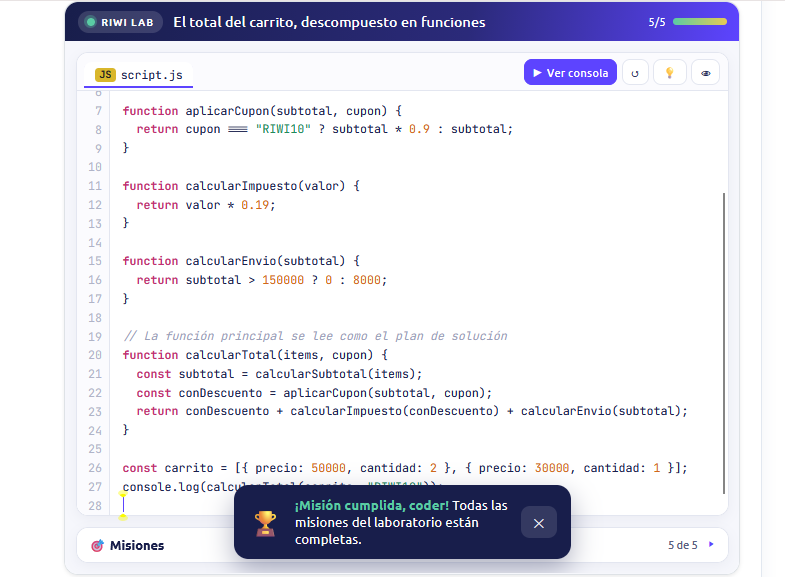 RIWI LAB El total del carrito, descompuesto en funciones 5/5
JS script.js Ver consola
7 function aplicarCupon(subtotal, cupon) {
8 return cupon === "RIWI10" ? subtotal * 0.9 : subtotal;
9 }
10
11 function calcularImpuesto(valor) {
12 return valor * 0.19;
13 }
14
15 function calcularEnvio(subtotal) {
16 return subtotal > 150000 ? 0 : 8000;
17 }
18
19 // La función principal se lee como el plan de solución
20 function calcularTotal(items, cupon) {
21 const subtotal = calcularSubtotal(items);
22 const conDescuento = aplicarCupon(subtotal, cupon);
23 return conDescuento + calcularImpuesto(conDescuento) + calcularEnvio(subtotal);
24 }
25
26 const carrito = [{ precio: 50000, cantidad: 2 }, { precio: 30000, cantidad: 1 }];
27
28
¡Misión cumplida, coder! Todas las
misiones del laboratorio están
completas.
Misiones 5 de 5